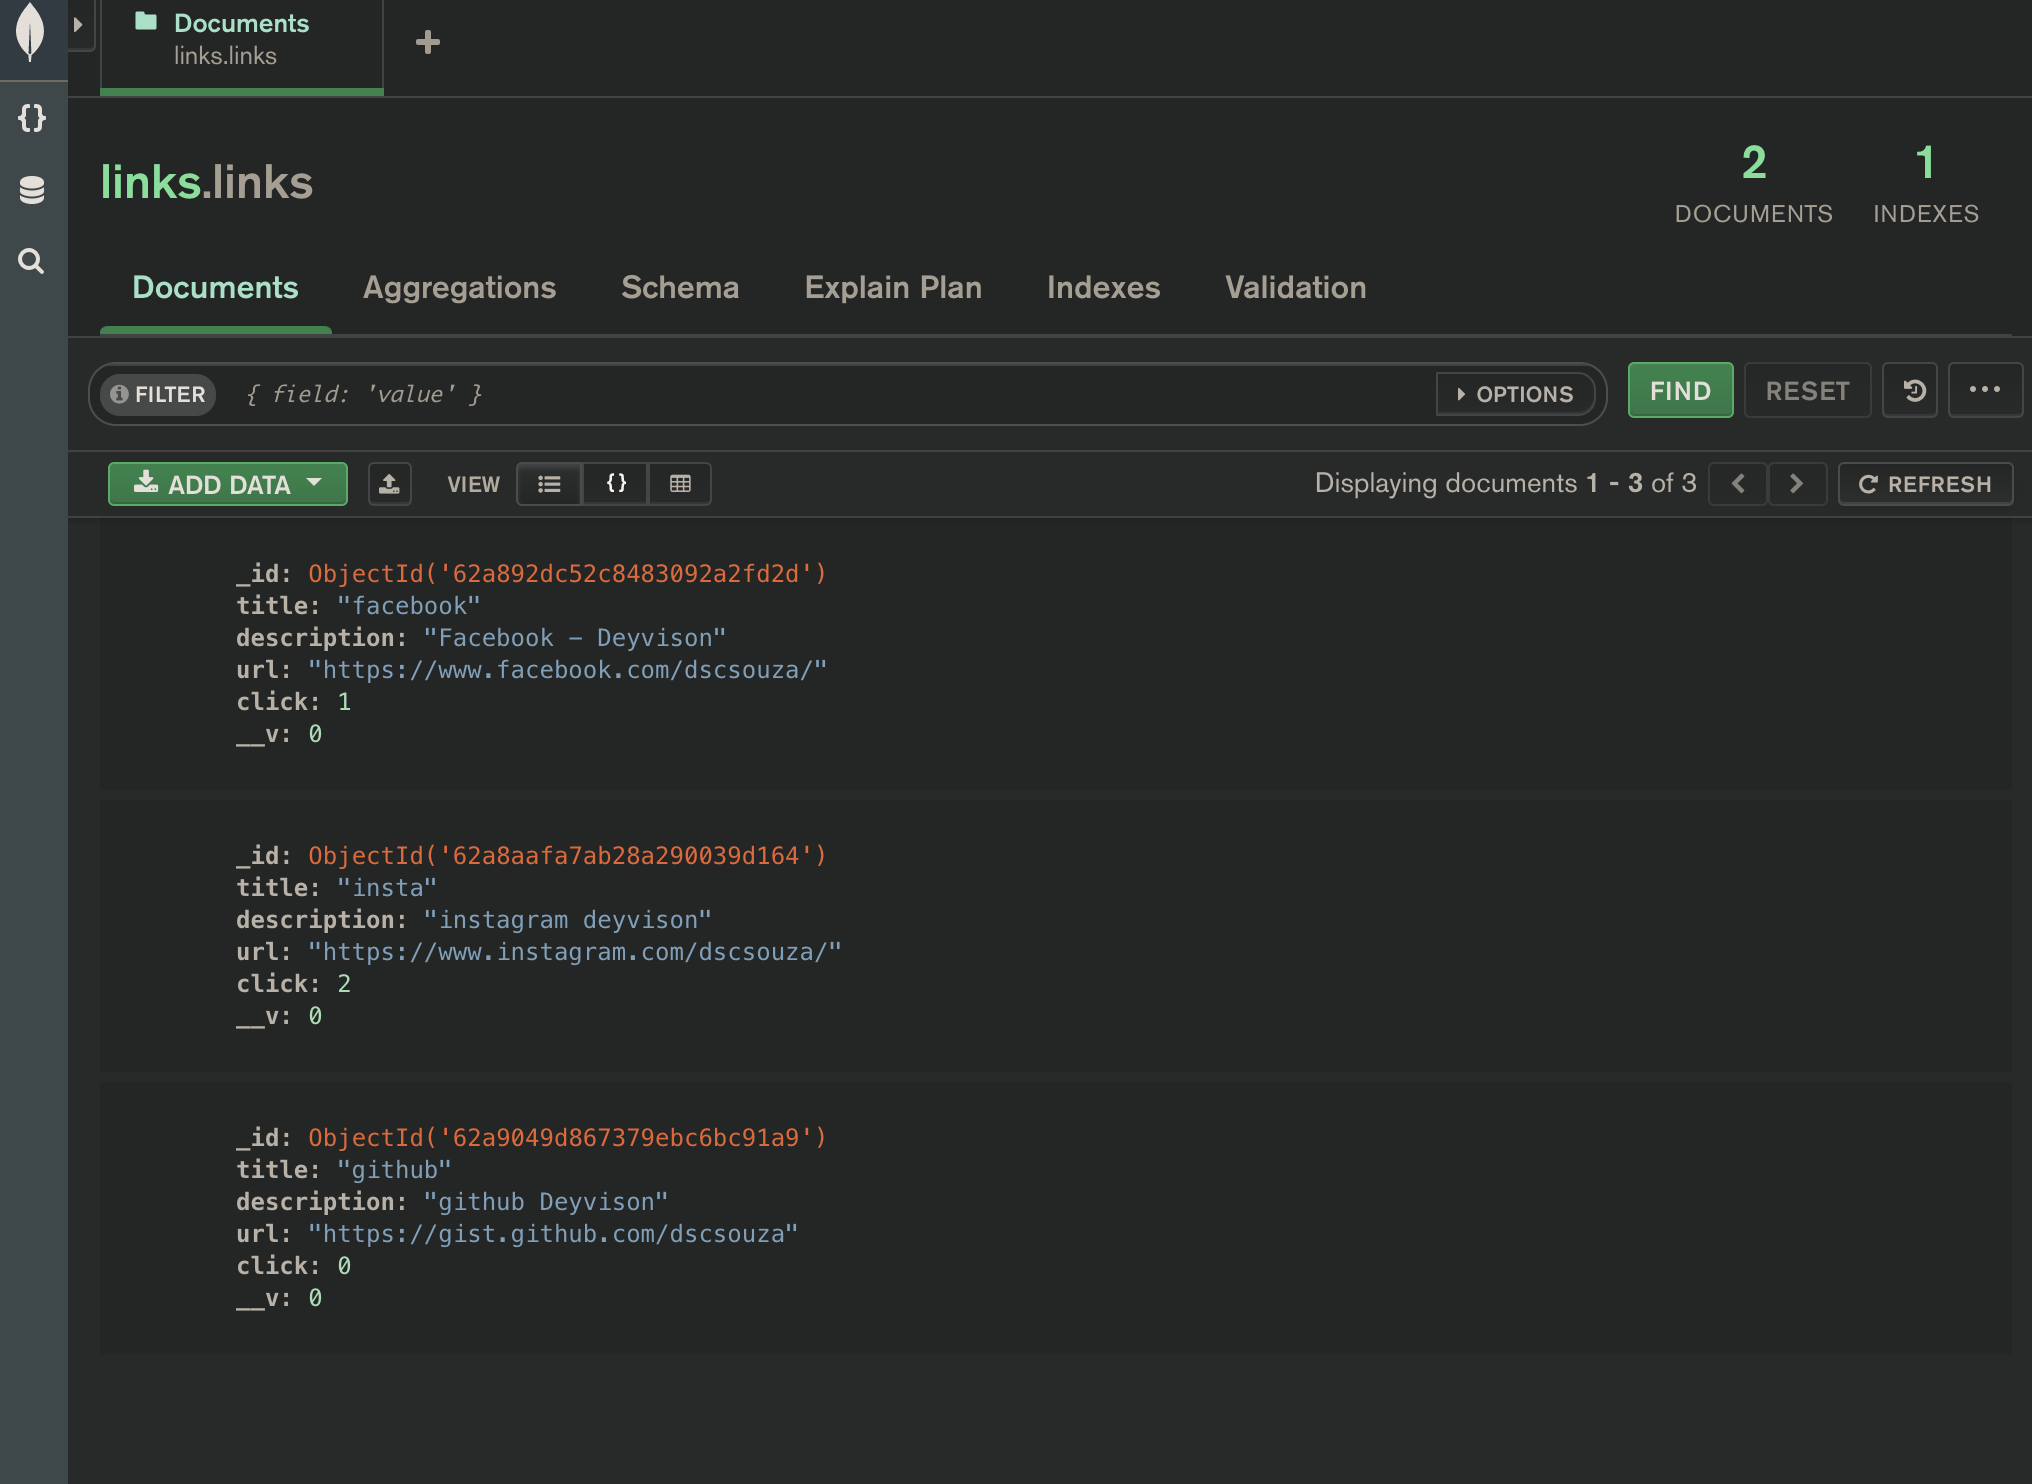 Documents
links.links
links.links
2
DOCUMENTS
1
INDEXES
Documents
Aggregations
Schema
Explain Plan
Indexes
Validation
FILTER
{ field: 'value' }
OPTIONS
FIND
RESET
ADD DATA
VIEW
{}
Displaying documents 1 - 3 of 3
REFRESH
_id: ObjectId('62a892dc52c8483092a2fd2d')
title: "facebook"
description: "Facebook - Deyvison"
url: "https://www.facebook.com/dscsouza/"
click: 1
__v: 0
_id: ObjectId('62a8aafa7ab28a290039d164')
title: "insta"
description: "instagram deyvison"
url: "https://www.instagram.com/dscsouza/"
click: 2
__v: 0
_id: ObjectId('62a9049d867379ebc6bc91a9')
title: "github"
description: "github Deyvison"
url: "https://gist.github.com/dscsouza"
click: 0
__v: 0